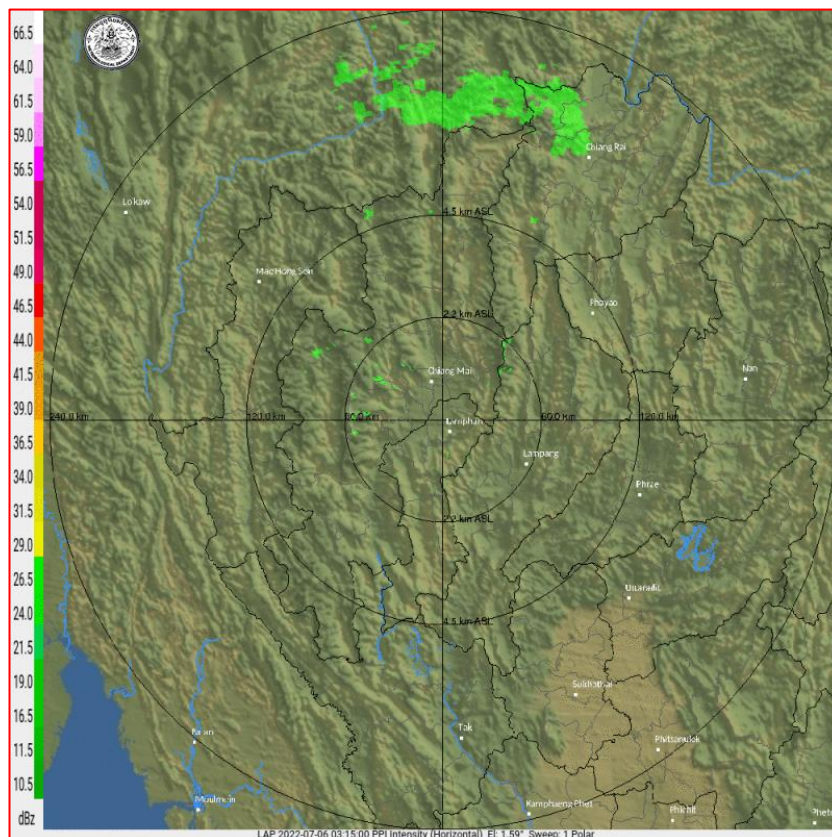 66.5
64.0
61.5
59.0
56.5
54.0
51.5
49.0
46.5
44.0
41.5
39.0
36.5
34.0
31.5
29.0
26.5
24.0
21.5
19.0
16.5
11.5
10.5
dBz
Chiang Rai
Loikaw
4.5 km ASL
Mae Hong Son
Phayao
2.2 km ASL
Chiang Mai
Nan
240.0 km
120.0 km
60.0 km
60.0 km
120.0 km
Lamphun
Lampang
Phrae
2.2 km ASL
Uttaradit
4.5 km ASL
Sukhothai
Tak
Phitsanulok
Moulmein
Kamphaeng Phet
Phichit
Phetc
LAP 2022-07-06 03:15:00 PPI Intensity (Horizontal) El: 1.59° Sweep: 1 Polar